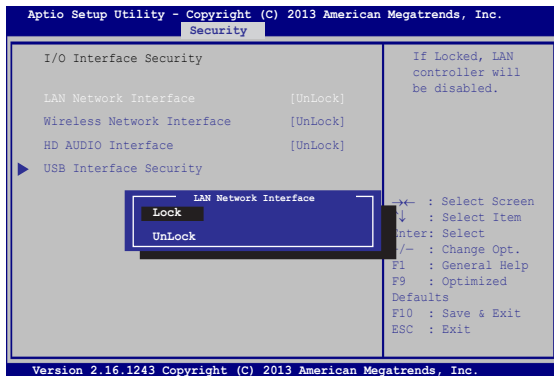 Aptio Setup Utility - Copyright (C) 2013 American Megatrends, Inc.
Security
I/O Interface Security
LAN Network Interface [UnLock]
Wireless Network Interface [UnLock]
HD AUDIO Interface [UnLock]
USB Interface Security
LAN Network Interface
Lock
UnLock
If Locked, LAN
controller will
be disabled.
→← : Select Screen
↑↓ : Select Item
Enter: Select
+/— : Change Opt.
F1 : General Help
F9 : Optimized
Defaults
F10 : Save & Exit
ESC : Exit
Version 2.16.1243 Copyright (C) 2013 American Megatrends, Inc.